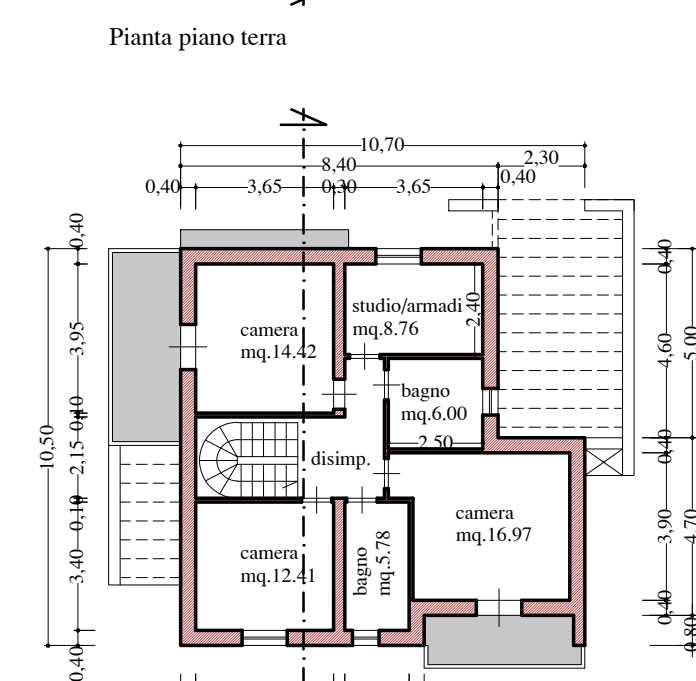 Pianta piano terra
10,70
8,40
2,30
0,40
0,40
3,65
0,30
3,65
0,40
0,40
3,95
0,10
2,15
0,10
3,40
0,40
10,50
camera
mq.14.42
studio/armadi
mq.8.76
2,40
bagno
mq.6.00
2,50
disimp.
camera
mq.16.97
camera
mq.12.41
bagno
mq.5.78
0,40
4,60
0,40
3,90
0,40
5,00
4,70
0,80